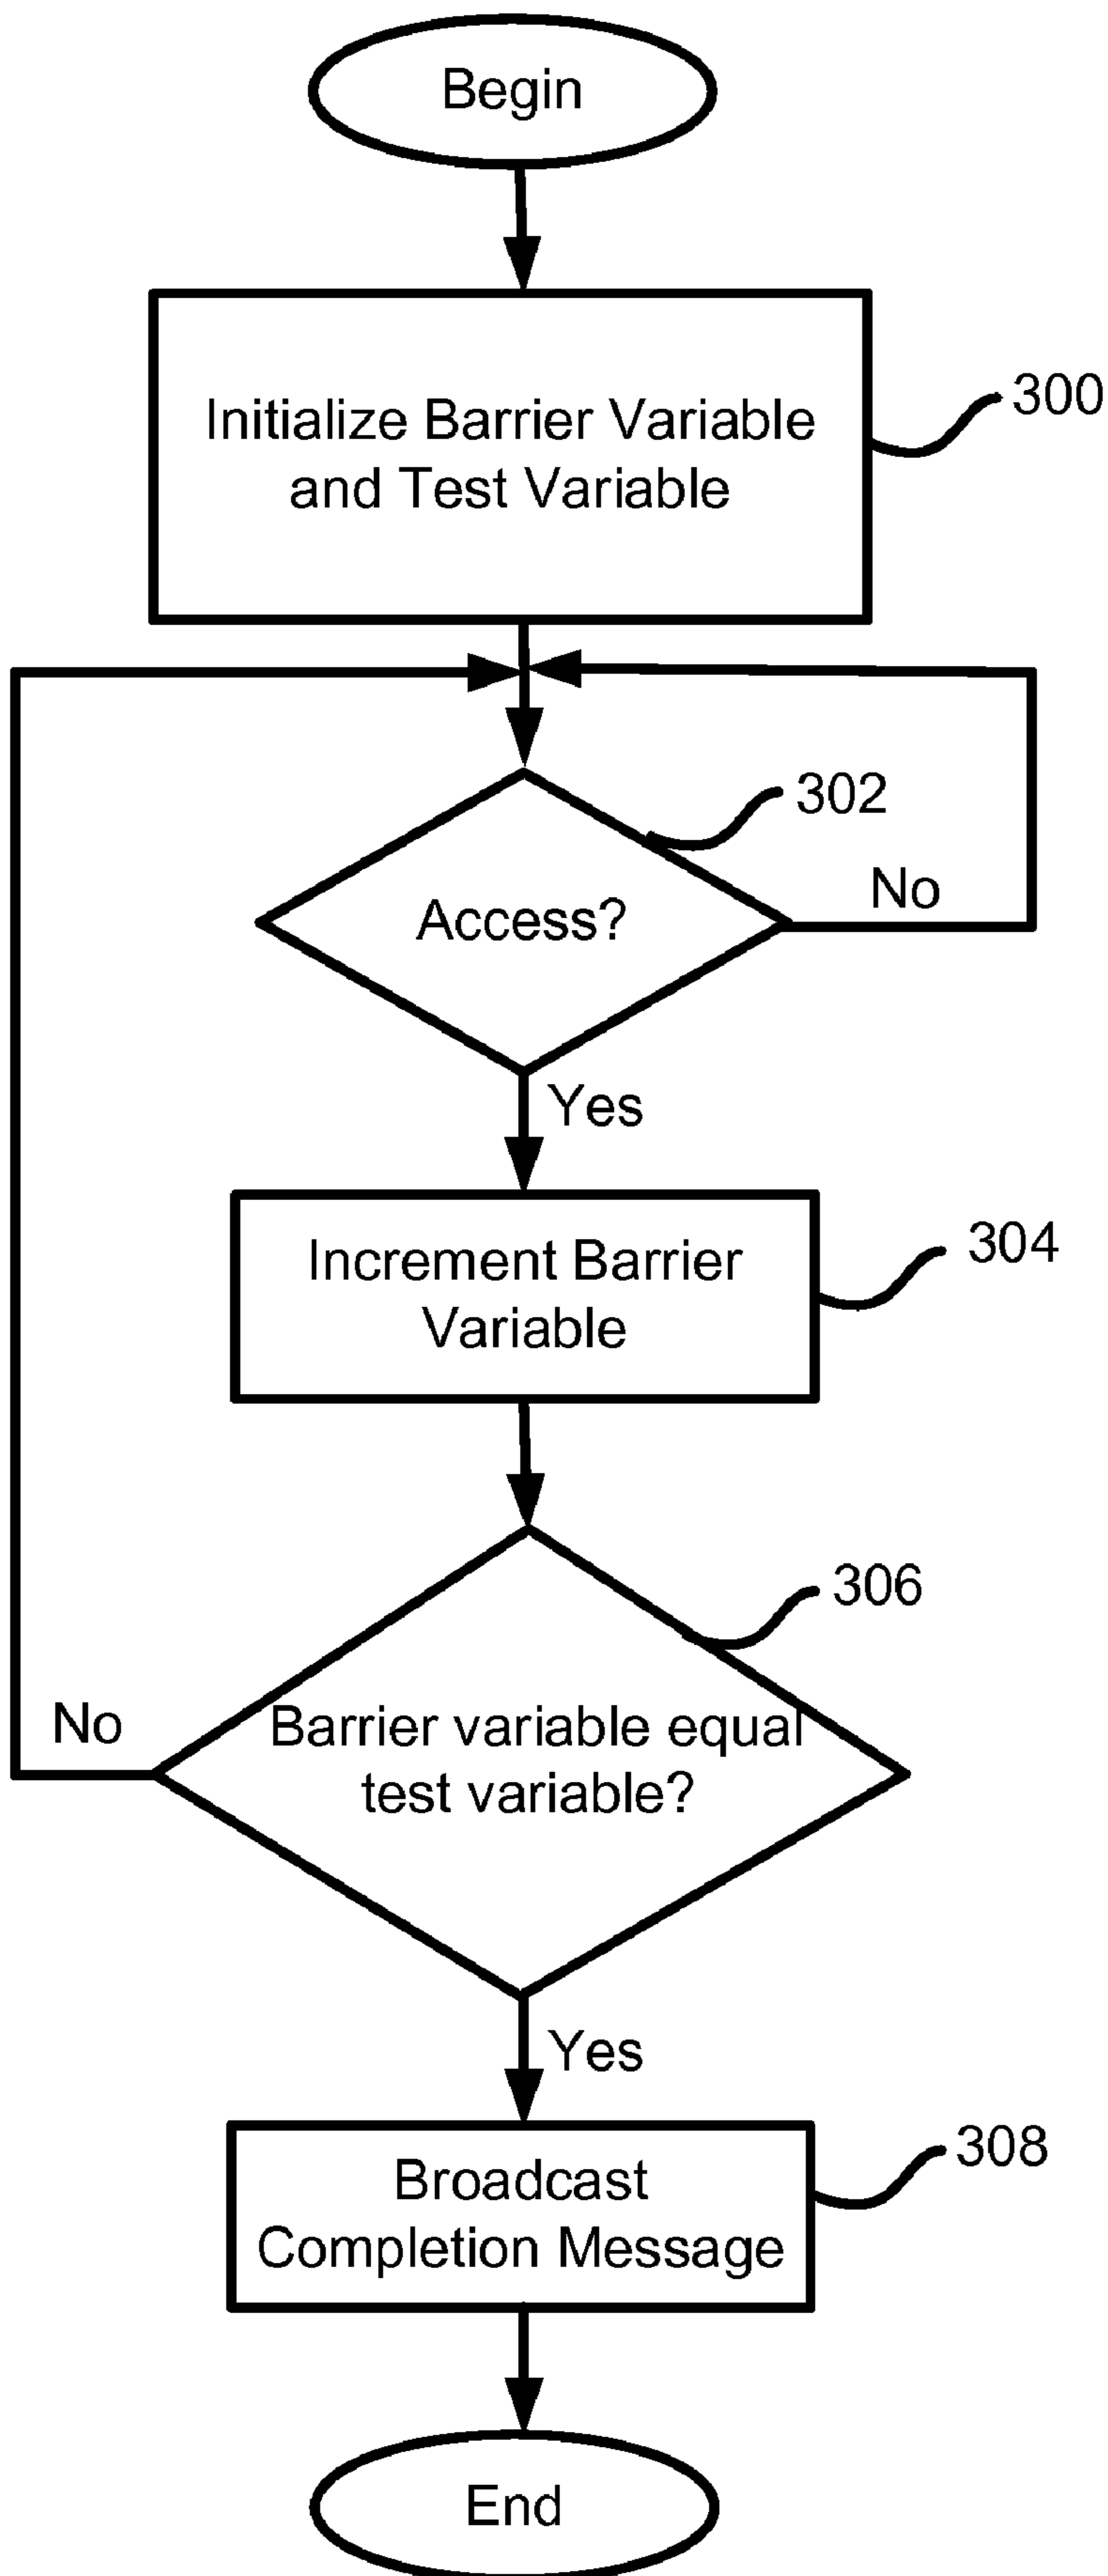 Begin
Initialize Barrier Variable
and Test Variable
300
302
Access?
No
Yes
Increment Barrier
Variable
304
306
No
Barrier variable equal
test variable?
Yes
Broadcast
Completion Message
308
End